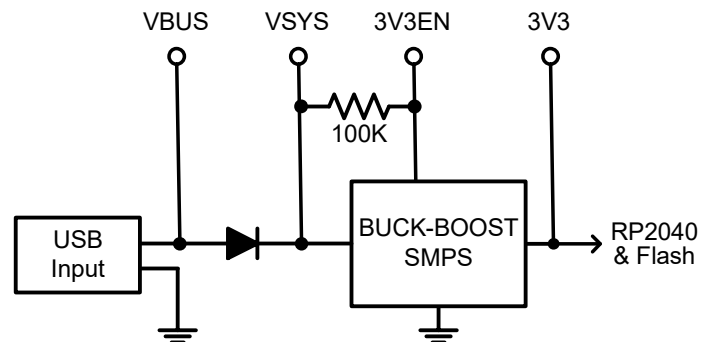 VBUS VSYS 3V3EN 3V3
100K
USB
Input
BUCK-BOOST
SMPS
RP2040
& Flash